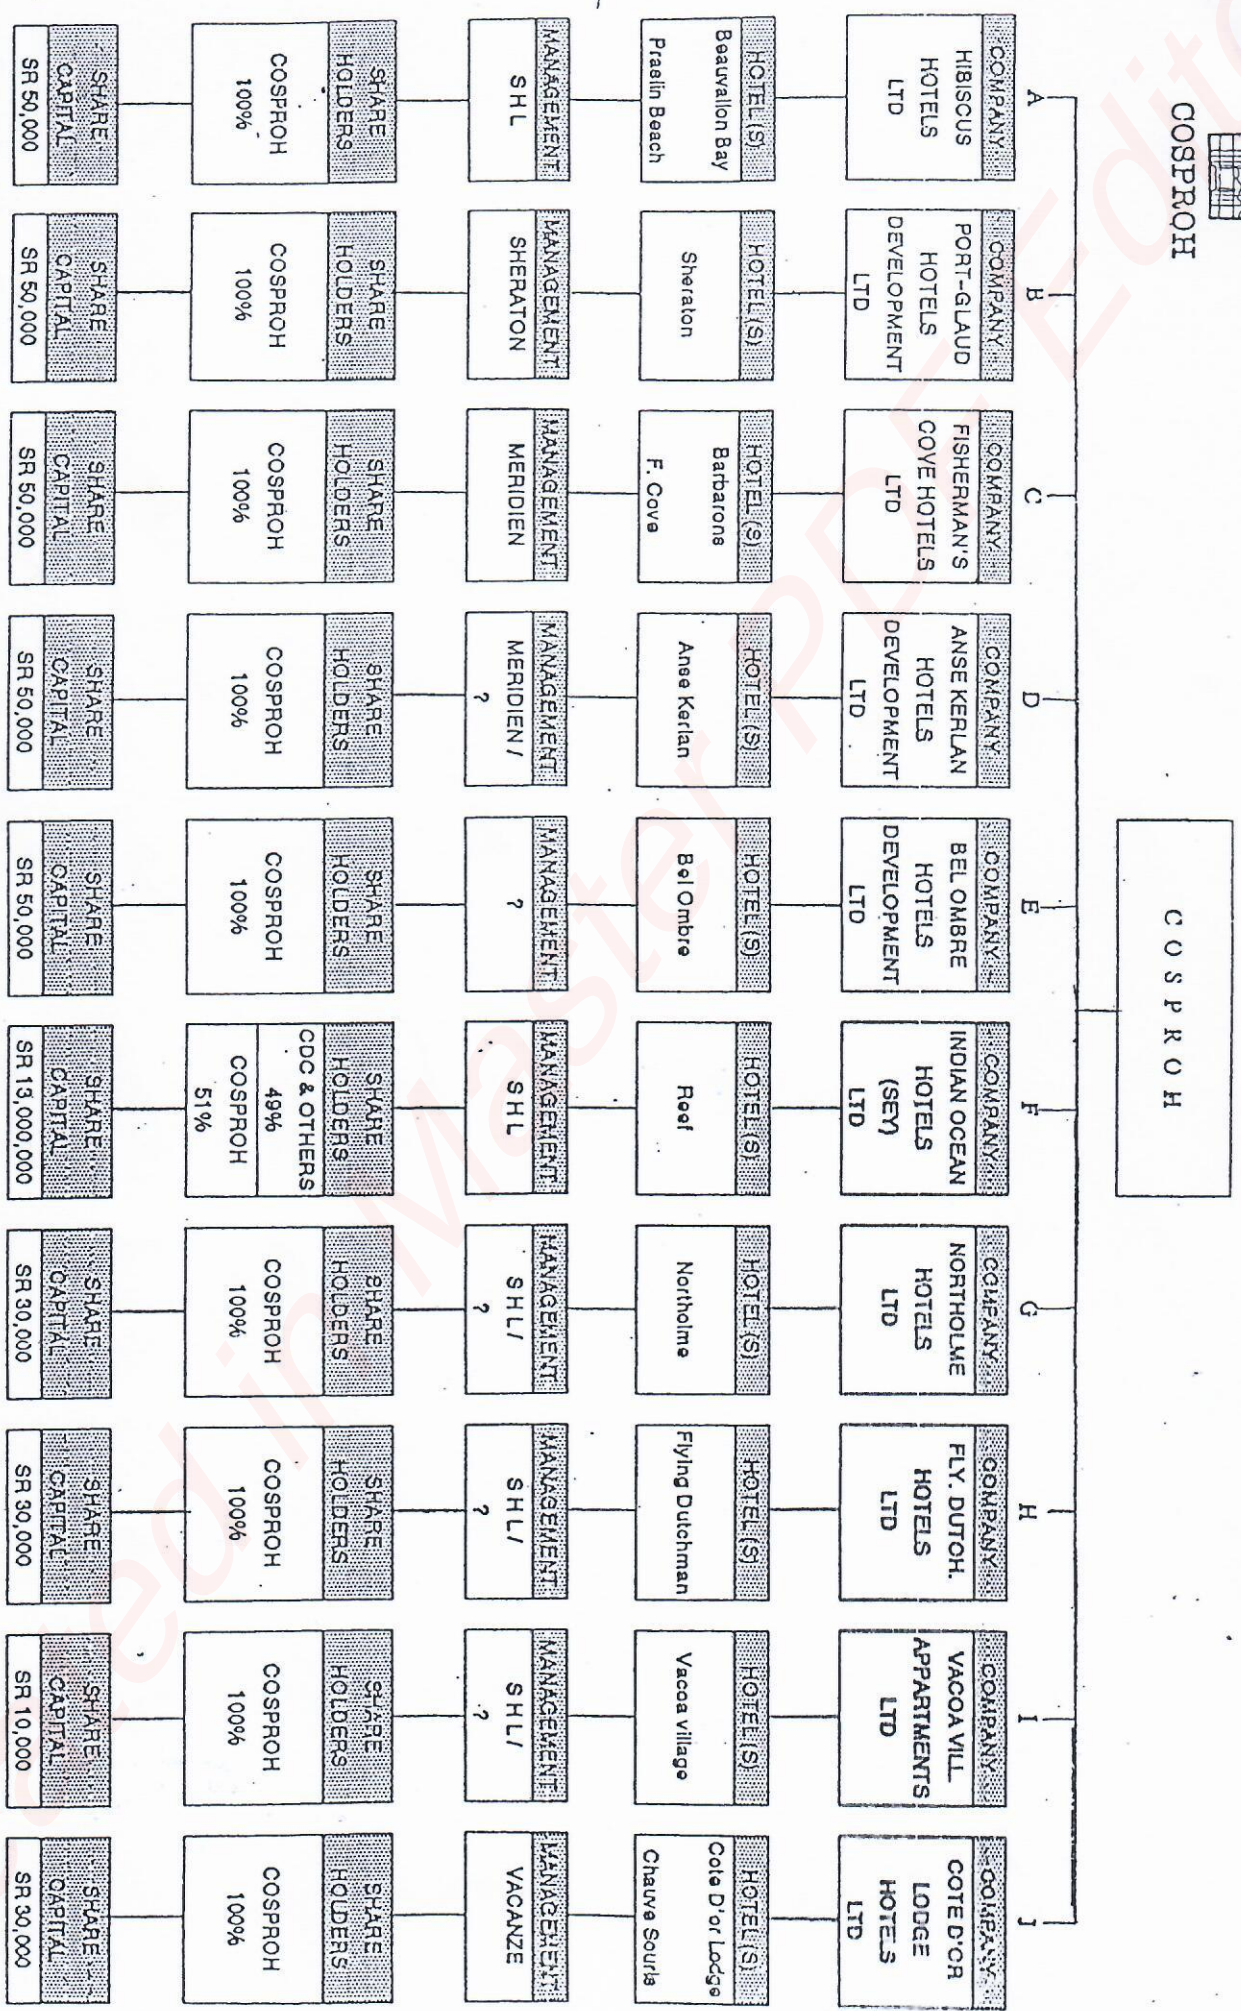 COSPROH
COSPROH
A
COMPANY
HIBISCUS
HOTELS
LTD
HOTEL(S)
Beauvallon Bay
Praslin Beach
MANAGEMENT
SHL
SHARE
HOLDERS
COSPROH
100%
SHARE
CAPITAL
SR 50,000
B
COMPANY
PORT-GLAUD
HOTELS
DEVELOPMENT
LTD
HOTEL(S)
Sheraton
MANAGEMENT
SHERATON
SHARE
HOLDERS
COSPROH
100%
SHARE
CAPITAL
SR 50,000
C
COMPANY
FISHERMAN'S
COVE HOTELS
LTD
HOTEL(S)
Barbarons
F. Cove
MANAGEMENT
MERIDIEN
SHARE
HOLDERS
COSPROH
100%
SHARE
CAPITAL
SR 50,000
D
COMPANY
ANSE KERLAN
HOTELS
DEVELOPMENT
LTD
HOTEL(S)
Anse Kerlan
MANAGEMENT
MERIDIEN/
?
SHARE
HOLDERS
COSPROH
100%
SHARE
CAPITAL
SR 50,000
E
COMPANY
BEL OMBRE
HOTELS
DEVELOPMENT
LTD
HOTEL(S)
Bel Ombre
MANAGEMENT
?
SHARE
HOLDERS
COSPROH
100%
SHARE
CAPITAL
SR 50,000
F
COMPANY
INDIAN OCEAN
HOTELS
(SEY)
LTD
HOTEL(S)
Reef
MANAGEMENT
SHL
SHARE
HOLDERS
CDC & OTHERS
49%
COSPROH
51%
SHARE
CAPITAL
SR 13,000,000
G
COMPANY
NORTHOLME
HOTELS
LTD
HOTEL(S)
Northolme
MANAGEMENT
SHL/
?
SHARE
HOLDERS
COSPROH
100%
SHARE
CAPITAL
SR 30,000
H
COMPANY
FLY. DUTCH.
HOTELS
LTD
HOTEL(S)
Flying Dutchman
MANAGEMENT
SHL/
?
SHARE
HOLDERS
COSPROH
100%
SHARE
CAPITAL
SR 30,000
I
COMPANY
VACOA VILL
APPARTMENTS
LTD
HOTEL(S)
Vacoa village
MANAGEMENT
SHL/
?
SHARE
HOLDERS
COSPROH
100%
SHARE
CAPITAL
SR 10,000
J
COMPANY
COTE D'OR
LODGE
HOTELS
LTD
HOTEL(S)
Cote D'or Lodge
Chauve Souris
MANAGEMENT
VACANZE
SHARE
HOLDERS
COSPROH
100%
SHARE
CAPITAL
SR 30,000
ted in Master PDF Edito